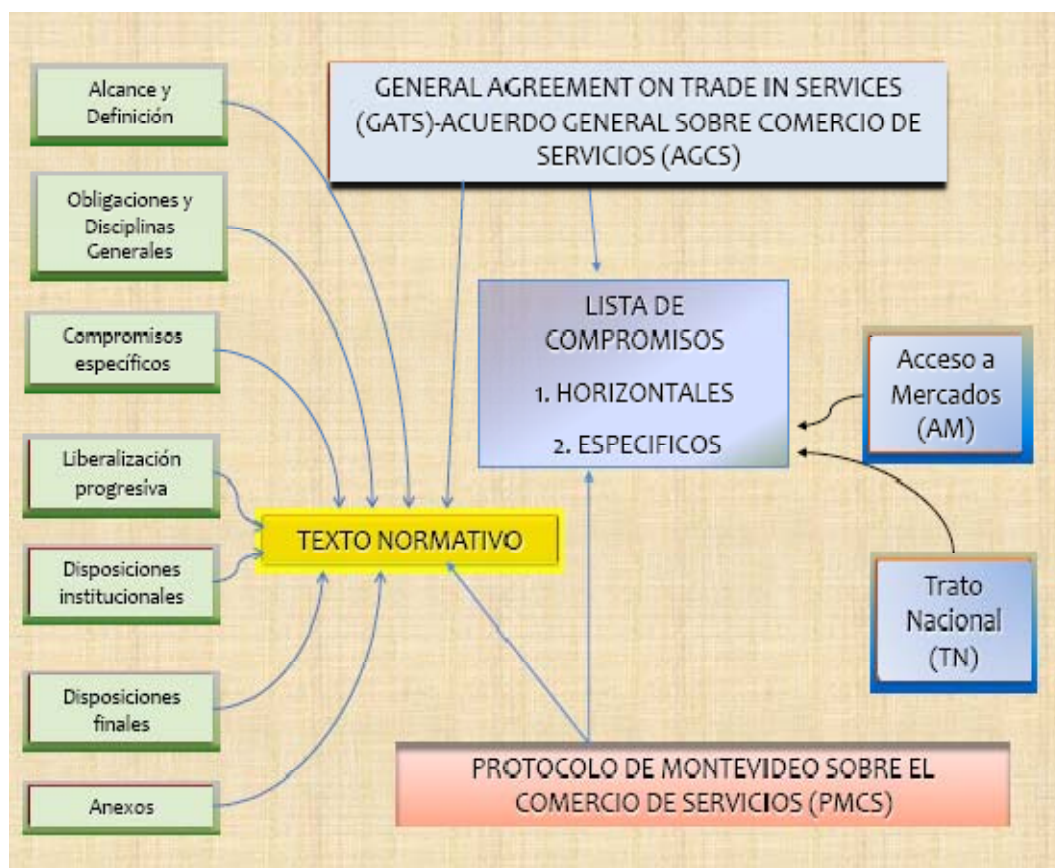 Alcance y
Definición
Obligaciones y
Disciplinas
Generales
Compromisos
específicos
Liberalización
progresiva
Disposiciones
institucionales
Disposiciones
finales
Anexos
GENERAL AGREEMENT ON TRADE IN SERVICES
(GATS)-ACUERDO GENERAL SOBRE COMERCIO DE
SERVICIOS (AGCS)
LISTA DE
COMPROMISOS
1. HORIZONTALES
2. ESPECIFICOS
TEXTO NORMATIVO
Acceso a
Mercados
(AM)
Trato
Nacional
(TN)
PROTOCOLO DE MONTEVIDEO SOBRE EL
COMERCIO DE SERVICIOS (PMCS)